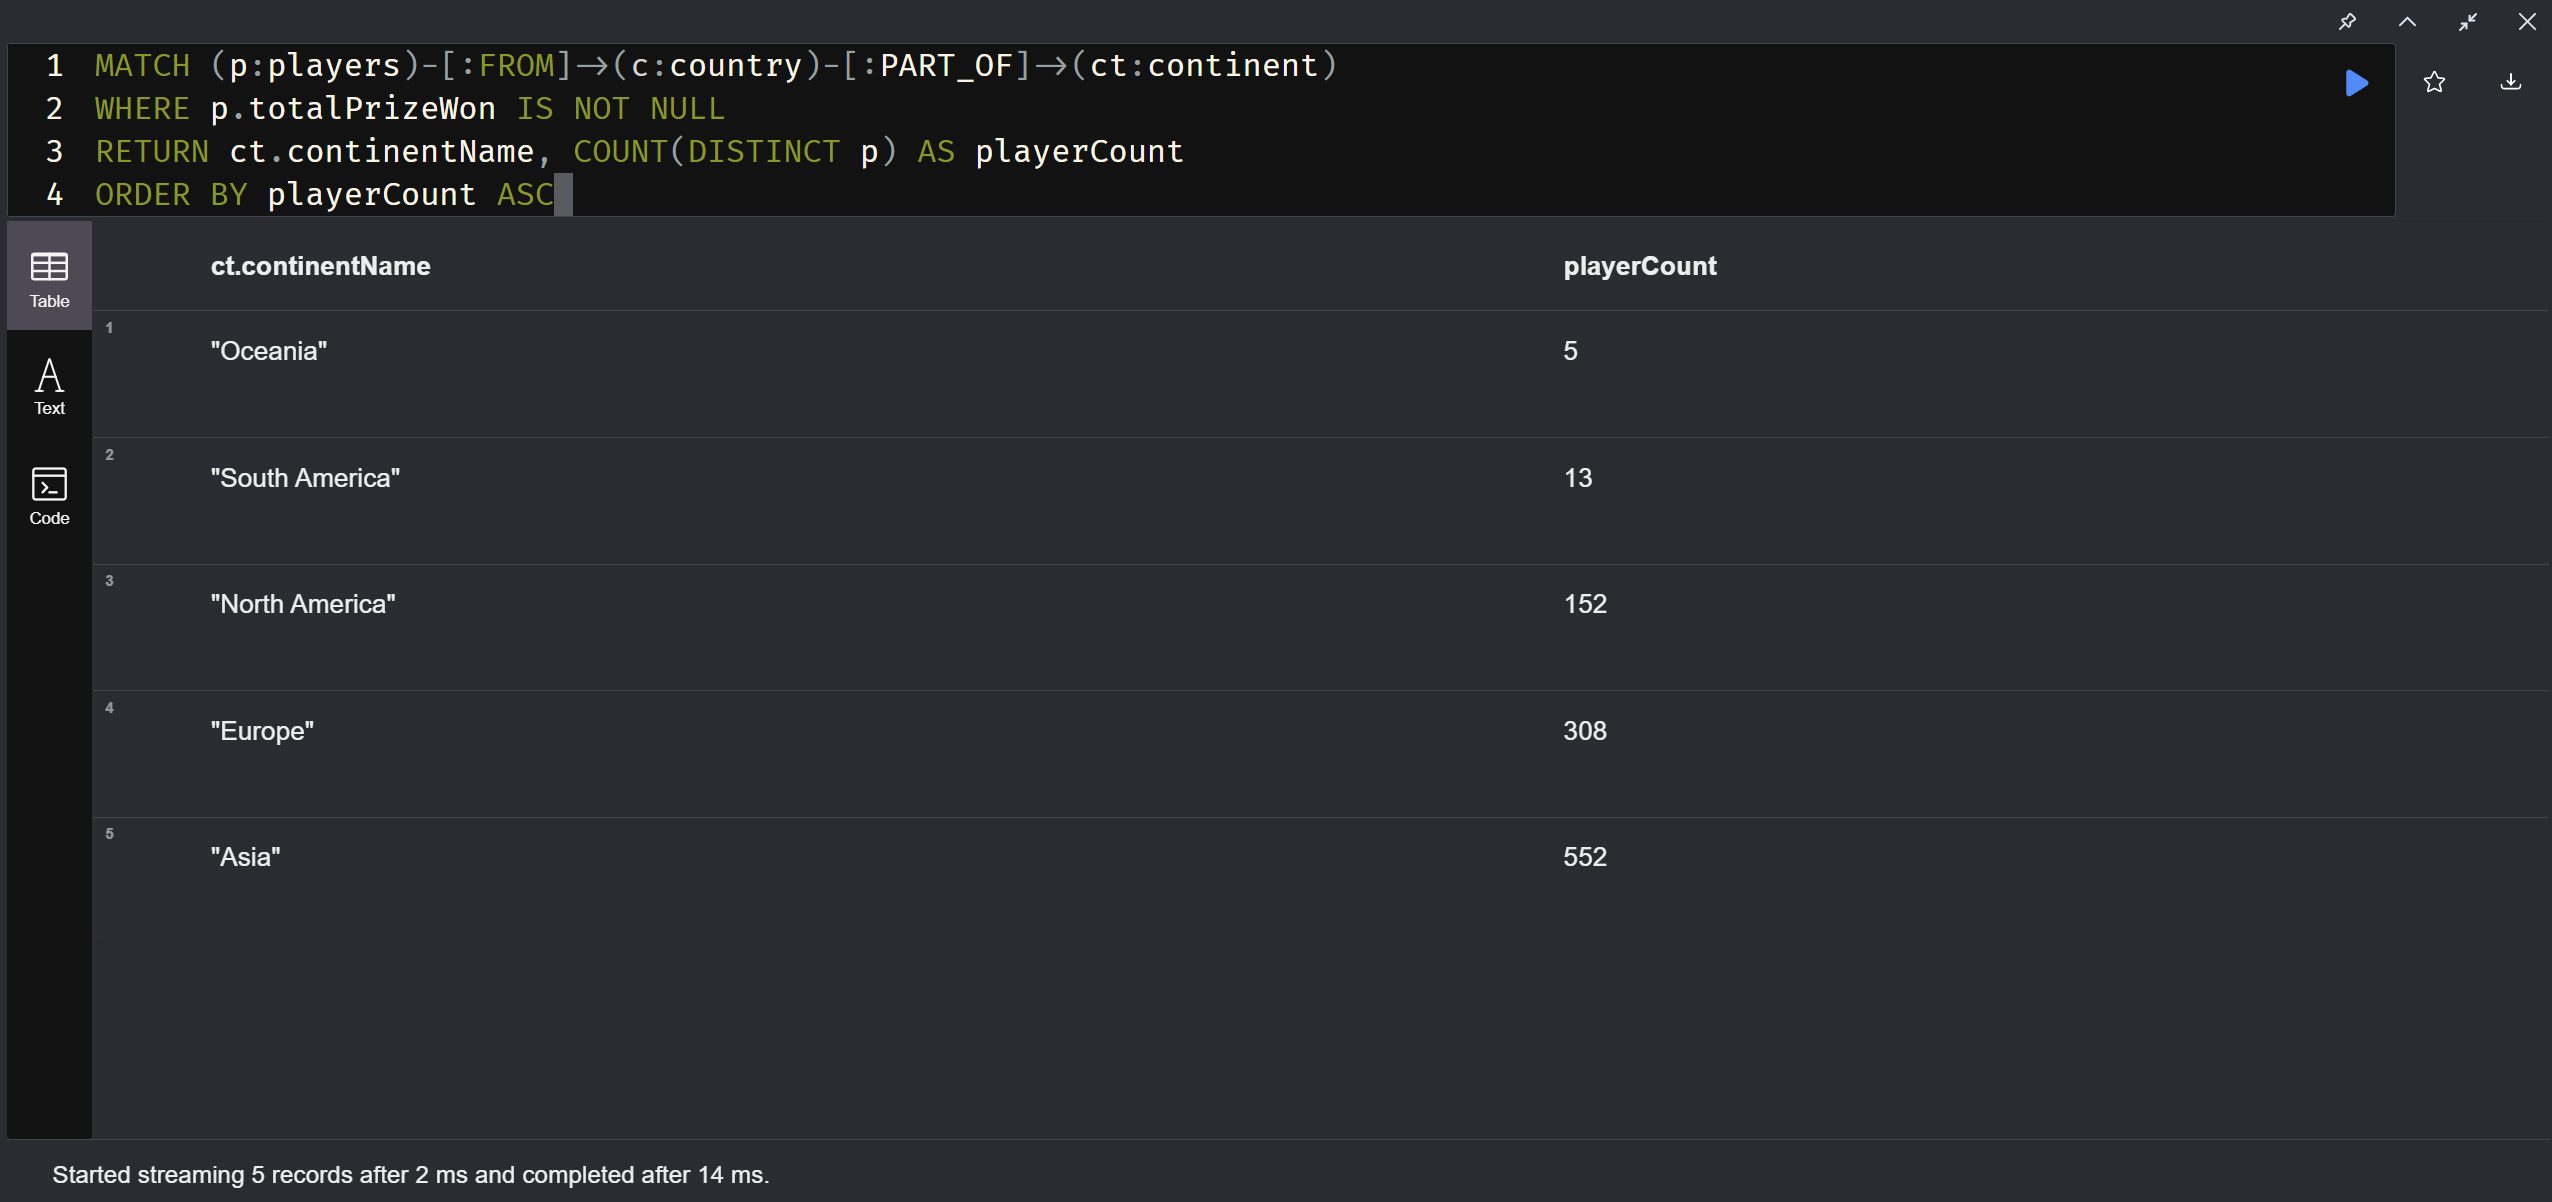 1 MATCH (p:players)-[:FROM]->(c:country)-[:PART_OF]->(ct:continent)
2 WHERE p.totalPrizeWon IS NOT NULL
3 RETURN ct.continentName, COUNT(DISTINCT p) AS playerCount
4 ORDER BY playerCount ASC
Table
Text
Code
ct.continentName playerCount
1 "Oceania" 5
2 "South America" 13
3 "North America" 152
4 "Europe" 308
5 "Asia" 552
Started streaming 5 records after 2 ms and completed after 14 ms.